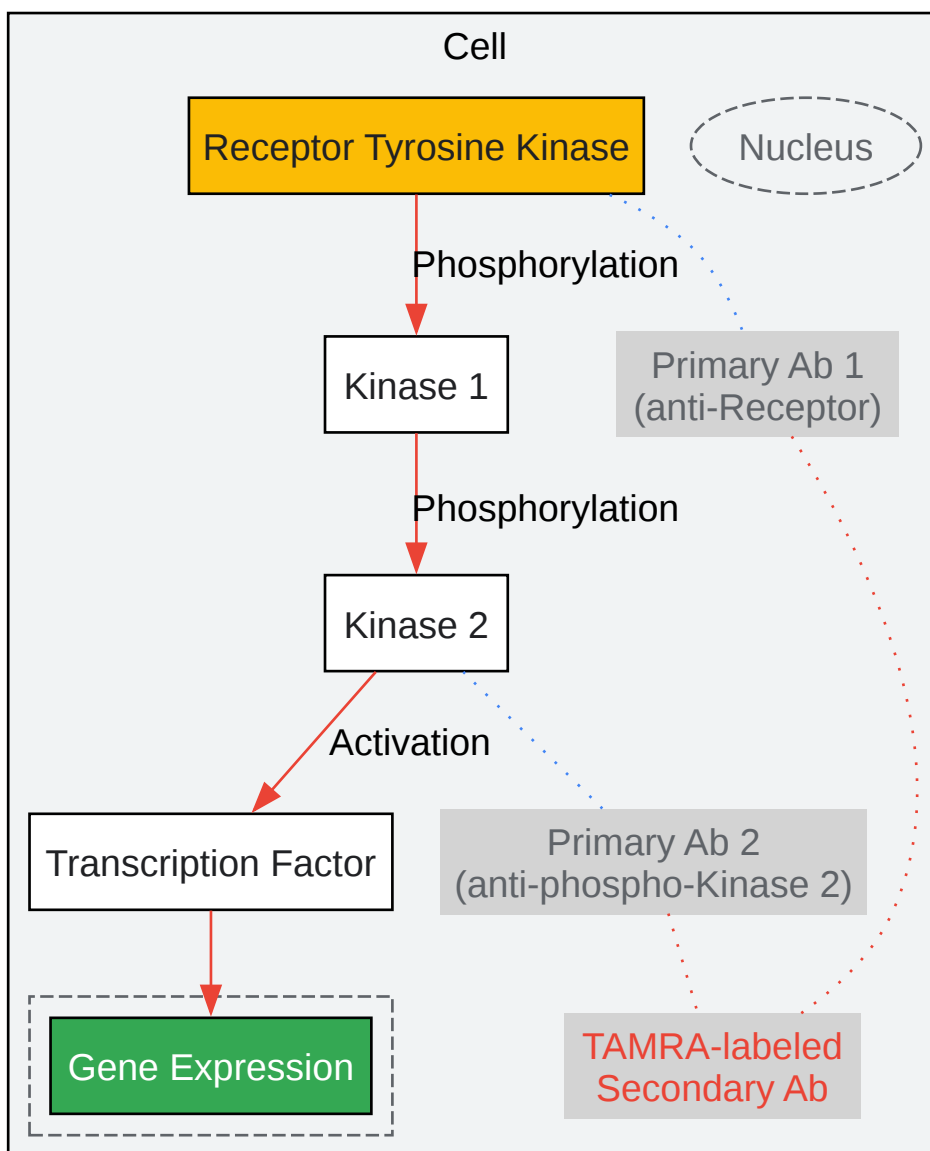 Cell
Receptor Tyrosine Kinase
Nucleus
Phosphorylation
Kinase 1
Primary Ab 1
(anti-Receptor)
Phosphorylation
Kinase 2
Activation
Transcription Factor
Primary Ab 2
(anti-phospho-Kinase 2)
Gene Expression
TAMRA-labeled
Secondary Ab